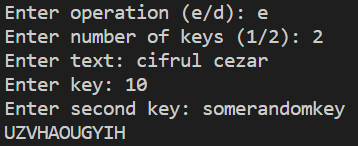 Enter operation (e/d): e
Enter number of keys (1/2): 2
Enter text: cifrul cezar
Enter key: 10
Enter second key: somerandomkey
UZVHAOUGYIH